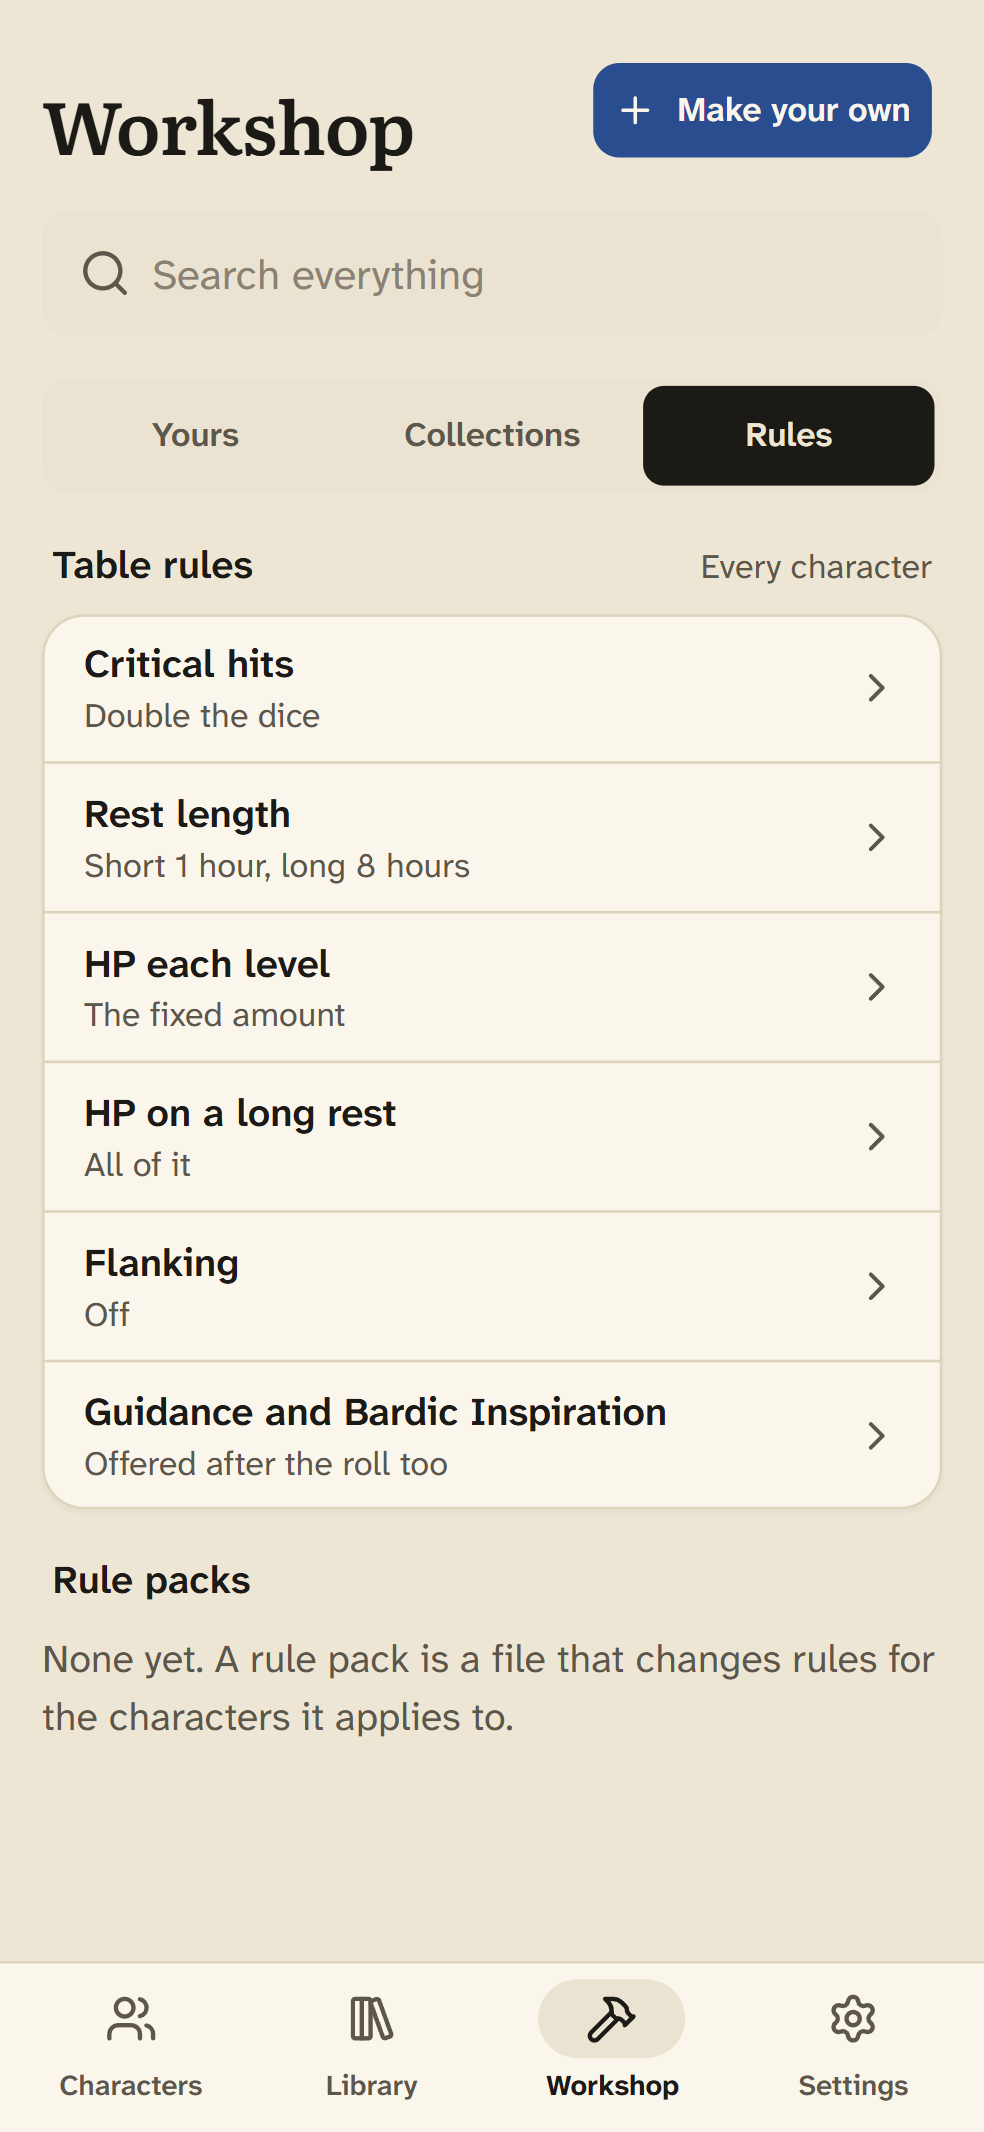 Workshop
Make your own
Search everything
Yours
Collections
Rules
Table rules
Every character
Critical hits
Double the dice
Rest length
Short 1 hour, long 8 hours
HP each level
The fixed amount
HP on a long rest
All of it
Flanking
Off
Guidance and Bardic Inspiration
Offered after the roll too
Rule packs
None yet. A rule pack is a file that changes rules for
the characters it applies to.
Characters
Library
Workshop
Settings